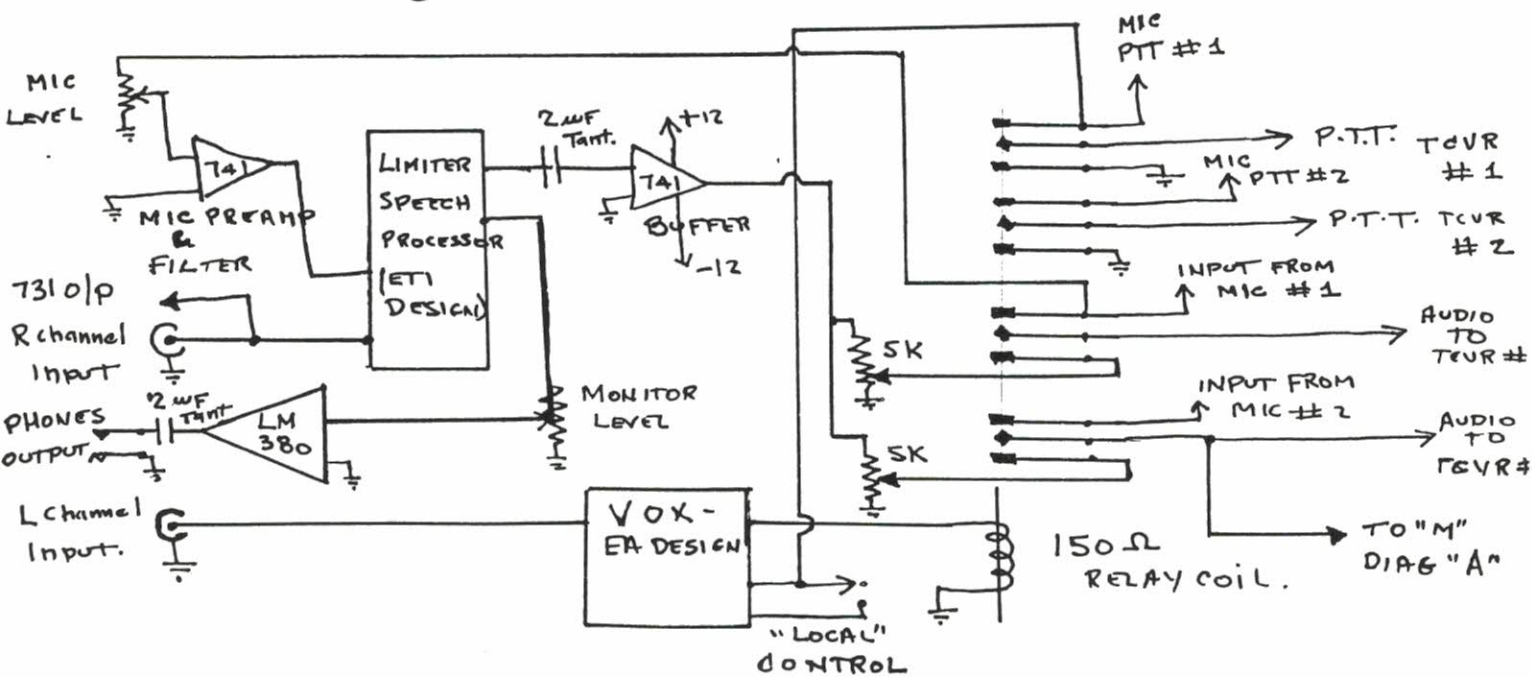 MIC
PTT # 1
MIC
LEVEL
2 uF
Tant.
+12
741
LIMITER
SPEECH
PROCESSOR
(ETI
DESIGN)
741
BUFFER
-12
MIC PREAMP
&
FILTER
P.T.T. TCVR
# 1
MIC
PTT #2
P.T.T. TCVR
# 2
INPUT FROM
MIC # 1
7310/P
R Channel
Input
5K
AUDIO
TO
TCVR #
MONITOR
LEVEL
INPUT FROM
MIC # 2
PHONES
OUTPUT
2 uF
Tant
LM
380
5K
AUDIO
TO
TCVR #
L Channel
Input.
VOX -
EA DESIGN
150Ω
RELAY COIL.
TO "M"
DIAG "A"
"LOCAL"
CONTROL